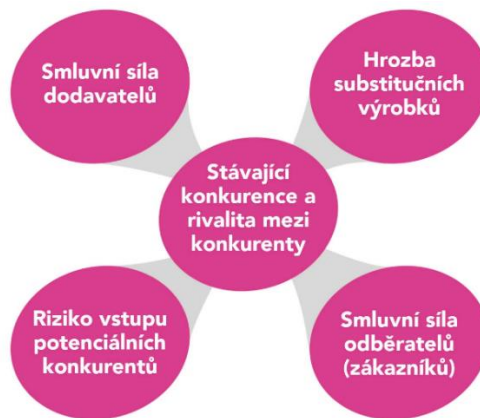 Smluvní síla
dodavatelů
Hrozba
substitučních
výrobků
Stávající
konkurence a
rivalita mezi
konkurenty
Riziko vstupu
potenciálních
konkurentů
Smluvní síla
odběratelů
(zákazníků)